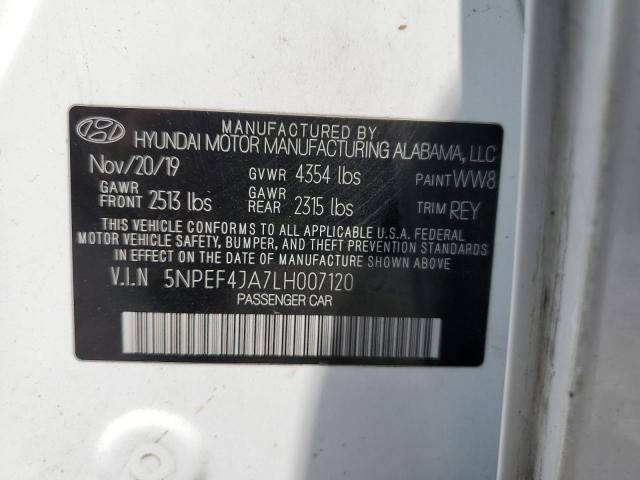 MANUFACTURED BY
HYUNDAI MOTOR MANUFACTURING ALABAMA, LLC
Nov/20/19 GVWR 4354 lbs PAINT WW8
GAWR FRONT 2513 lbs GAWR REAR 2315 lbs TRIM REY
THIS VEHICLE CONFORMS TO ALL APPLICABLE U.S.A. FEDERAL
MOTOR VEHICLE SAFETY, BUMPER, AND THEFT PREVENTION STANDARDS
IN EFFECT ON THE DATE OF MANUFACTURE SHOWN ABOVE.
V.I.N 5NPEF4JA7LH007120
PASSENGER CAR